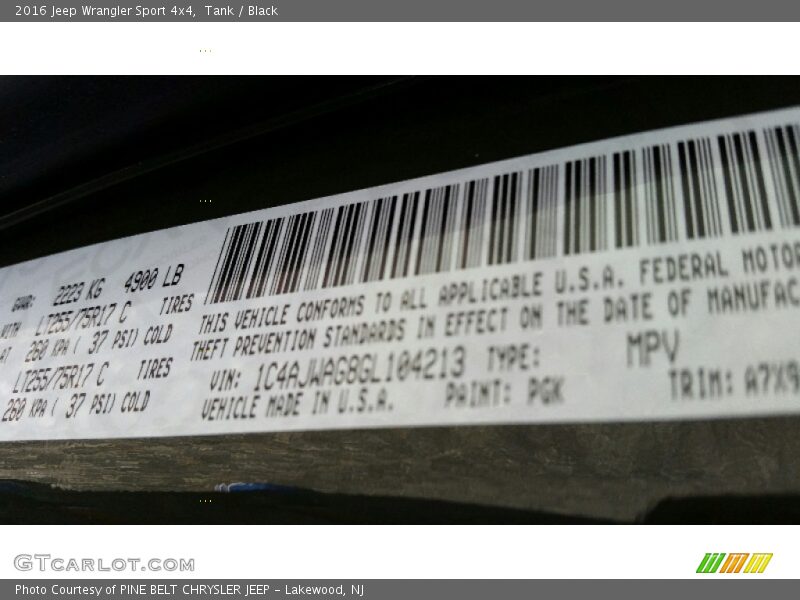 2016 Jeep Wrangler Sport 4x4, Tank / Black
GVWR: 2223 KG 4900 LB
WITH LT255/75R17 C TIRES
AT 260 KPA ( 37 PSI) COLD
LT255/75R17 C TIRES
260 KPA ( 37 PSI) COLD
THIS VEHICLE CONFORMS TO ALL APPLICABLE U.S.A. FEDERAL MOTOR
THEFT PREVENTION STANDARDS IN EFFECT ON THE DATE OF MANUFAC
VIN: 1C4AJWAG8GL104213 TYPE: MPV
VEHICLE MADE IN U.S.A. PAINT: PGK TRIM: A7X9
GTCARLOT.COM
Photo Courtesy of PINE BELT CHRYSLER JEEP - Lakewood, NJ